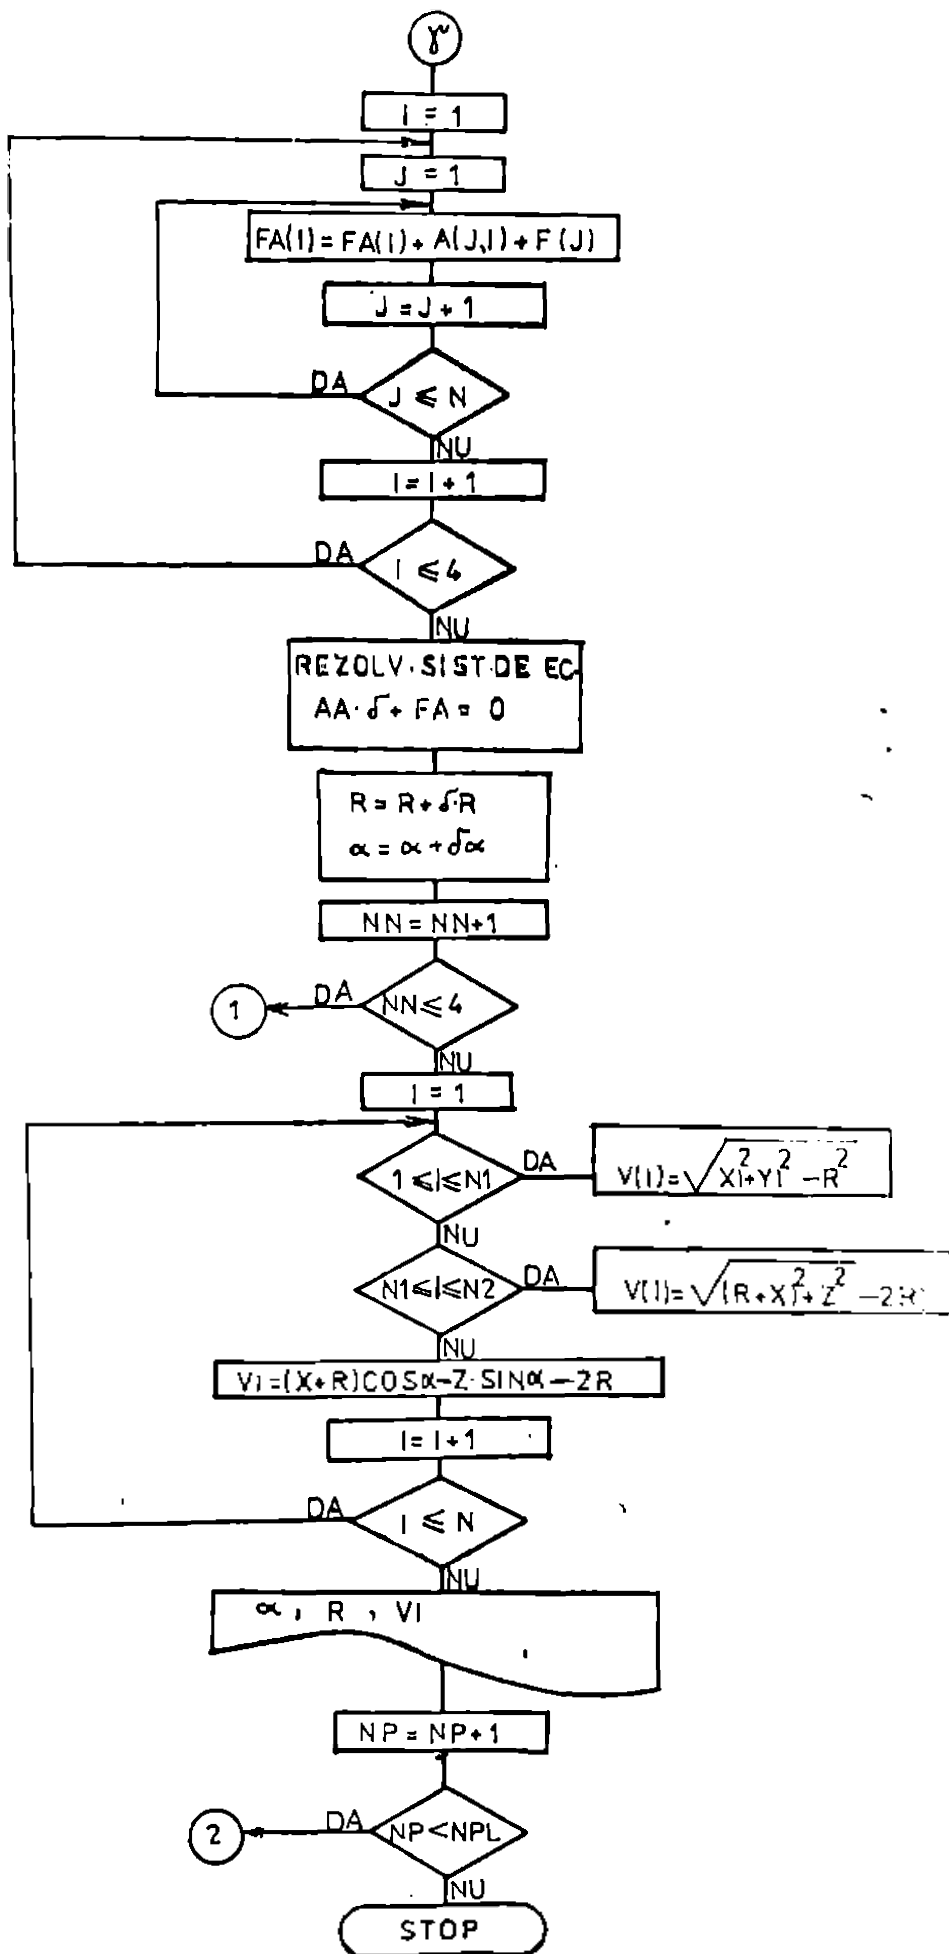 γ
I = 1
J = 1
FA(I) = FA(I) + A(J,I) + F(J)
J = J + 1
DA
J ≤ N
NU
I = I + 1
DA
I ≤ 4
NU
REZOLV. SIST. DE EC.
AA·δ + FA = 0
R = R + δ·R
α = α + δα
NN = NN+1
1
DA
NN ≤ 4
NU
I = 1
1 ≤ I ≤ N1
DA
V(I) = √XI²+YI² - R²
NU
N1 ≤ I ≤ N2
DA
V(I) = √(R+X)²+Z² - 2R
NU
VI=(X+R)COSα-Z·SINα-2R
I = I + 1
DA
I ≤ N
NU
α, R, VI
NP = NP+1
2
DA
NP < NPL
NU
STOP